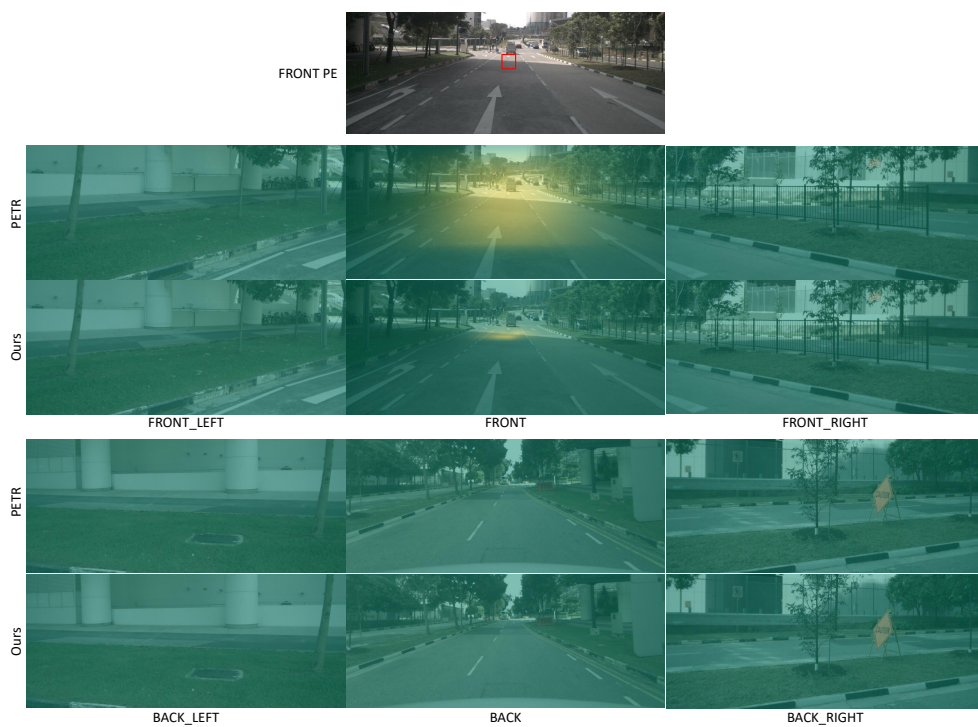 FRONT PE
PETR
Ours
FRONT_LEFT
FRONT
FRONT_RIGHT
PETR
Ours
BACK_LEFT
BACK
BACK_RIGHT